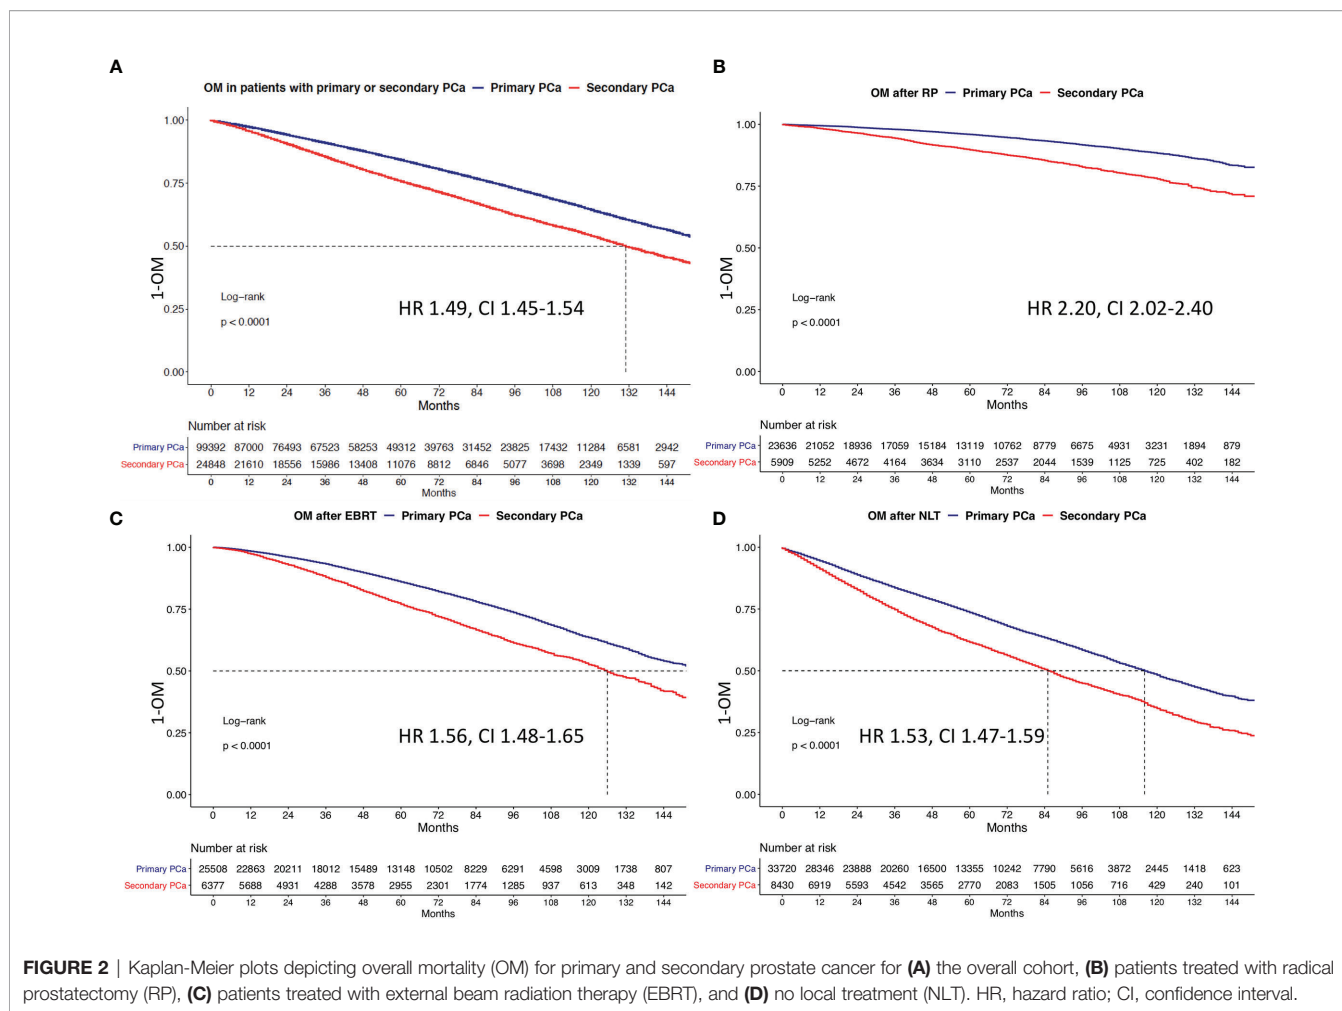 A
OM in patients with primary or secondary PCa Primary PCa Secondary PCa
1.00
0.75
0.50
0.25
0.00
1-OM
Log-rank
p < 0.0001
HR 1.49, CI 1.45-1.54
0 12 24 36 48 60 72 84 96 108 120 132 144
Months
Number at risk
Primary PCa 99392 87000 76493 67523 58253 49312 39763 31452 23825 17432 11284 6581 2942
Secondary PCa 24848 21610 18556 15986 13408 11076 8812 6846 5077 3698 2349 1339 597
0 12 24 36 48 60 72 84 96 108 120 132 144
Months
B
OM after RP Primary PCa Secondary PCa
1.00
0.75
0.50
0.25
0.00
1-OM
Log-rank
p < 0.0001
HR 2.20, CI 2.02-2.40
0 12 24 36 48 60 72 84 96 108 120 132 144
Months
Number at risk
Primary PCa 23636 21052 18936 17059 15184 13119 10762 8779 6675 4931 3231 1894 879
Secondary PCa 5909 5252 4672 4164 3634 3110 2537 2044 1539 1125 725 402 182
0 12 24 36 48 60 72 84 96 108 120 132 144
Months
C
OM after EBRT Primary PCa Secondary PCa
1.00
0.75
0.50
0.25
0.00
1-OM
Log-rank
p < 0.0001
HR 1.56, CI 1.48-1.65
0 12 24 36 48 60 72 84 96 108 120 132 144
Months
Number at risk
Primary PCa 25508 22863 20211 18012 15489 13148 10502 8229 6291 4598 3009 1738 807
Secondary PCa 6377 5688 4931 4288 3578 2955 2301 1774 1285 937 613 348 142
0 12 24 36 48 60 72 84 96 108 120 132 144
Months
D
OM after NLT Primary PCa Secondary PCa
1.00
0.75
0.50
0.25
0.00
1-OM
Log-rank
p < 0.0001
HR 1.53, CI 1.47-1.59
0 12 24 36 48 60 72 84 96 108 120 132 144
Months
Number at risk
Primary PCa 33720 28346 23888 20260 16500 13355 10242 7790 5616 3872 2445 1418 623
Secondary PCa 8430 6919 5593 4542 3565 2770 2083 1505 1056 716 429 240 101
0 12 24 36 48 60 72 84 96 108 120 132 144
Months
FIGURE 2 | Kaplan-Meier plots depicting overall mortality (OM) for primary and secondary prostate cancer for (A) the overall cohort, (B) patients treated with radical
prostatectomy (RP), (C) patients treated with external beam radiation therapy (EBRT), and (D) no local treatment (NLT). HR, hazard ratio; CI, confidence interval.